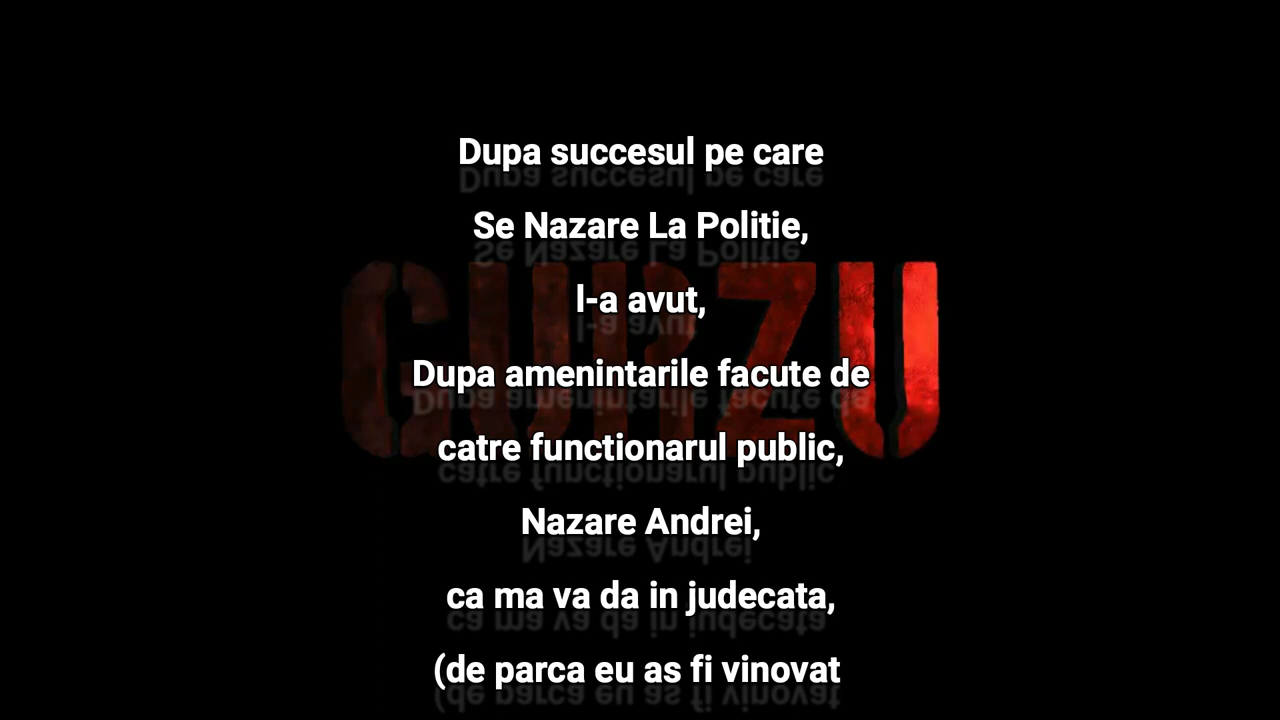 Dupa succesul pe care
Se Nazare La Politie,
l-a avut,
GURZU
Dupa amenintarile facute de
catre functionarul public,
Nazare Andrei,
ca ma va da in judecata,
(de parca eu as fi vinovat